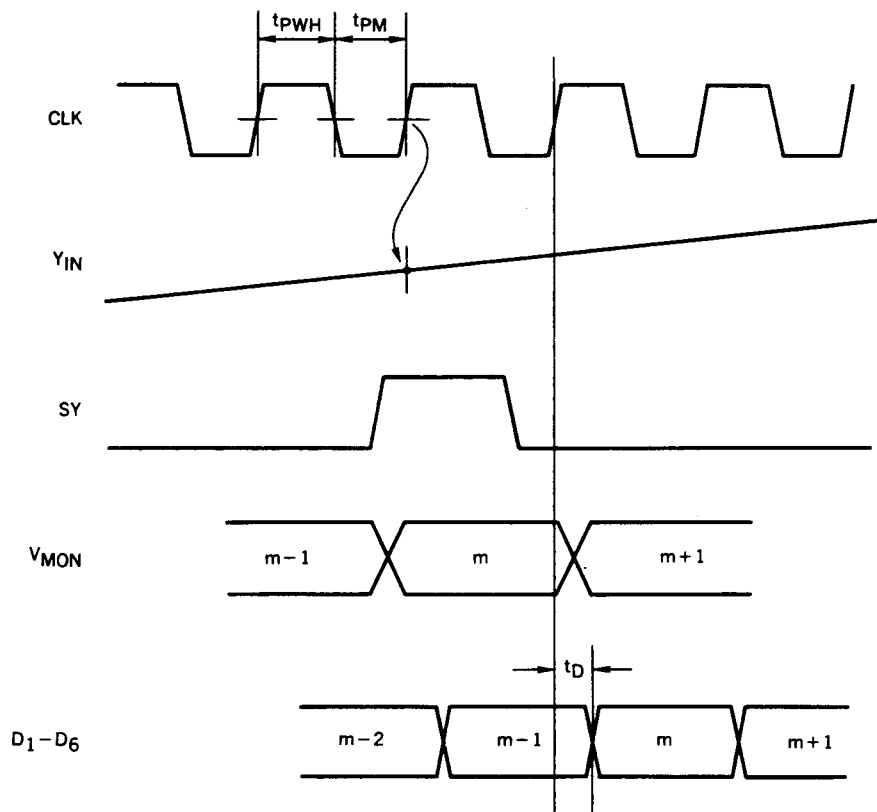 tPWH tPM
CLK
YIN
SY
VMON m-1 m m+1
tD
D1-D6 m-2 m-1 m m+1